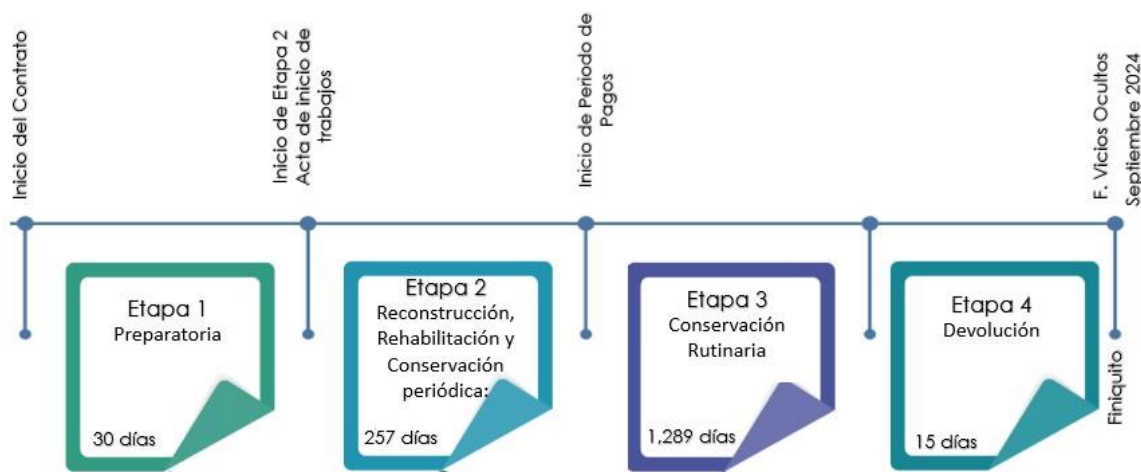 Inicio del Contrato
Inicio de Etapa 2
Acta de inicio de
trabajos
Inicio de Periodo de
Pagos
F. Vicios Ocultos
Septiembre 2024
Etapa 1
Preparatoria
30 días
Etapa 2
Reconstrucción,
Rehabilitación y
Conservación
periódica:
257 días
Etapa 3
Conservación
Rutinaria
1,289 días
Etapa 4
Devolución
15 días
Finiquito